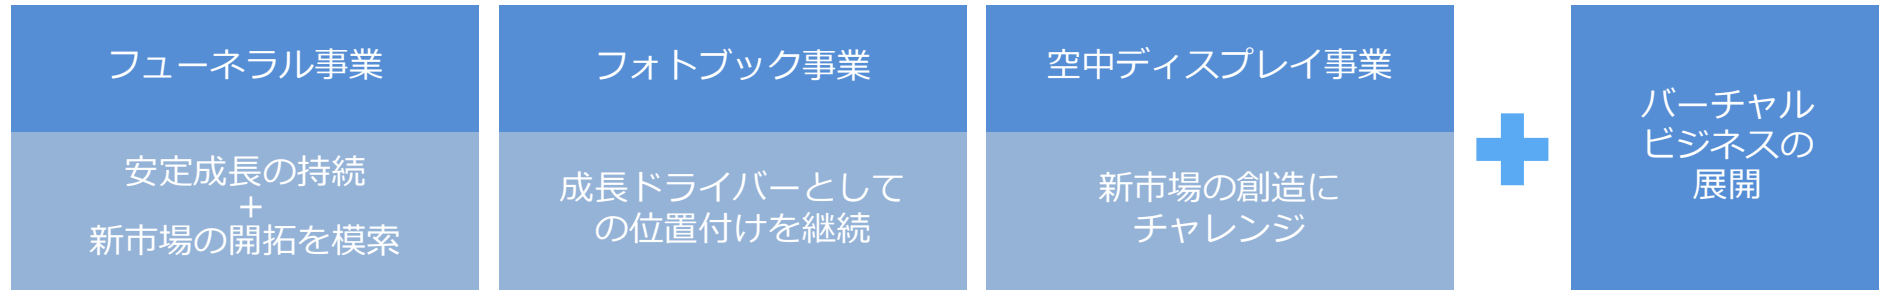 フューネラル事業
安定成長の持続
+
新市場の開拓を模索
フォトブック事業
成長ドライバーとして
の位置付けを継続
空中ディスプレイ事業
新市場の創造に
チャレンジ
バーチャル
ビジネスの
展開